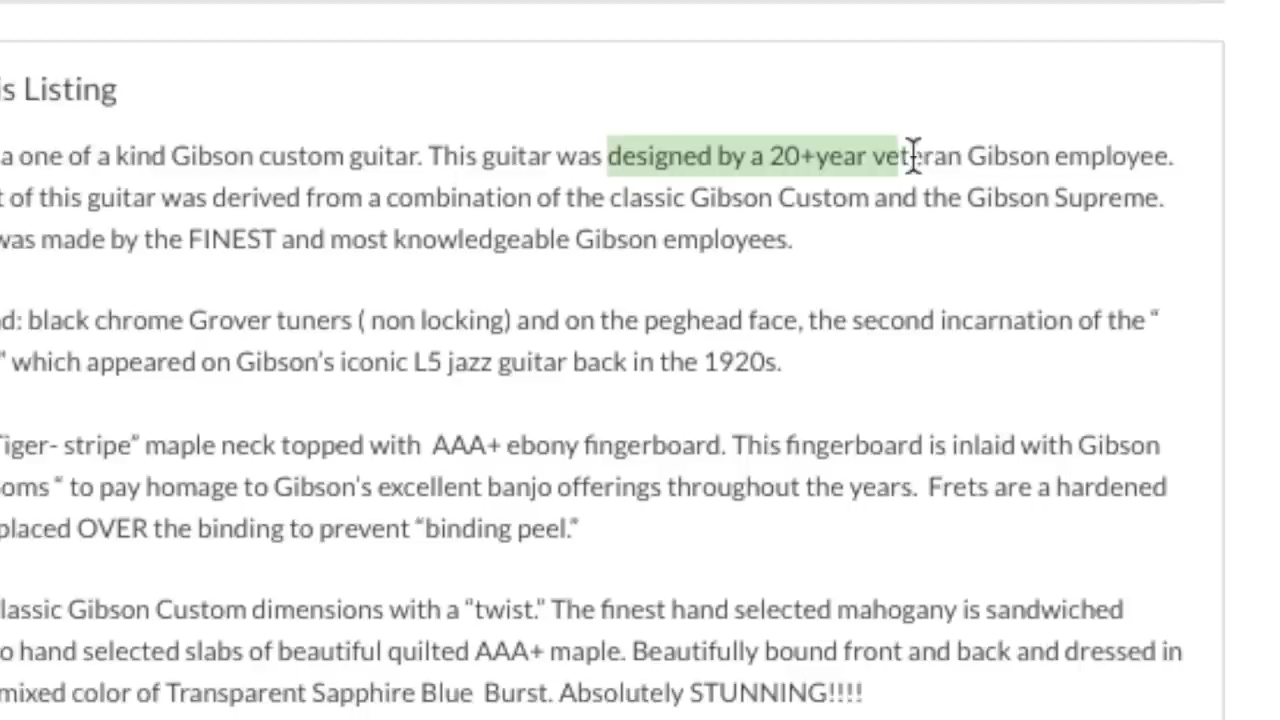 is Listing
a one of a kind Gibson custom guitar. This guitar was designed by a 20+year veteran Gibson employee.
t of this guitar was derived from a combination of the classic Gibson Custom and the Gibson Supreme.
was made by the FINEST and most knowledgeable Gibson employees.
d: black chrome Grover tuners ( non locking) and on the peghead face, the second incarnation of the “
” which appeared on Gibson’s iconic L5 jazz guitar back in the 1920s.
Tiger- stripe” maple neck topped with  AAA+ ebony fingerboard. This fingerboard is inlaid with Gibson
ooms “ to pay homage to Gibson’s excellent banjo offerings throughout the years.  Frets are a hardened
placed OVER the binding to prevent “binding peel.”
lassic Gibson Custom dimensions with a “twist.” The finest hand selected mahogany is sandwiched
o hand selected slabs of beautiful quilted AAA+ maple. Beautifully bound front and back and dressed in
mixed color of Transparent Sapphire Blue  Burst. Absolutely STUNNING!!!!